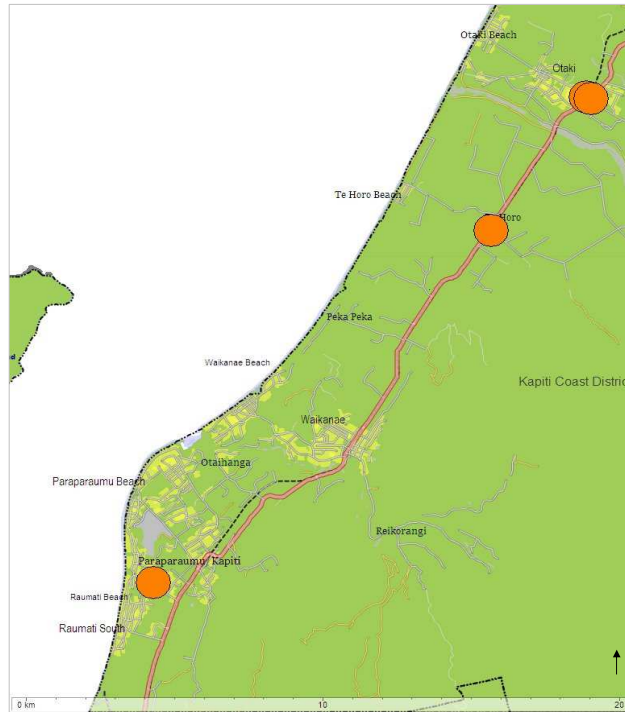 Otaki Beach
Otaki
Te Horo Beach
Horo
Peka Peka
Waikanae Beach
Kapiti Coast Distric
Waikanae
Otaihanga
Paraparaumu Beach
Reikorangi
Paraparaumu, Kapiti
Raumati Beach
Raumati South
0 km
10
20